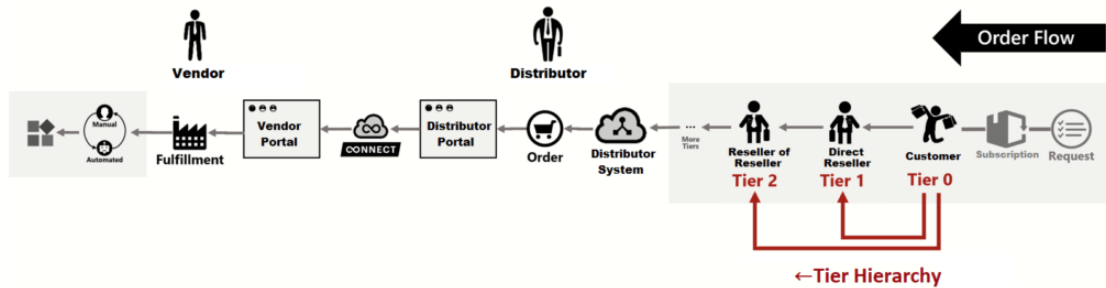 Order Flow
Vendor
Distributor
Manual
Automated
Fulfillment
Vendor
Portal
CONNECT
Distributor
Portal
Order
Distributor
System
...
More
Tiers
Reseller of
Reseller
Tier 2
Direct
Reseller
Tier 1
Customer
Tier 0
Subscription
Request
←Tier Hierarchy